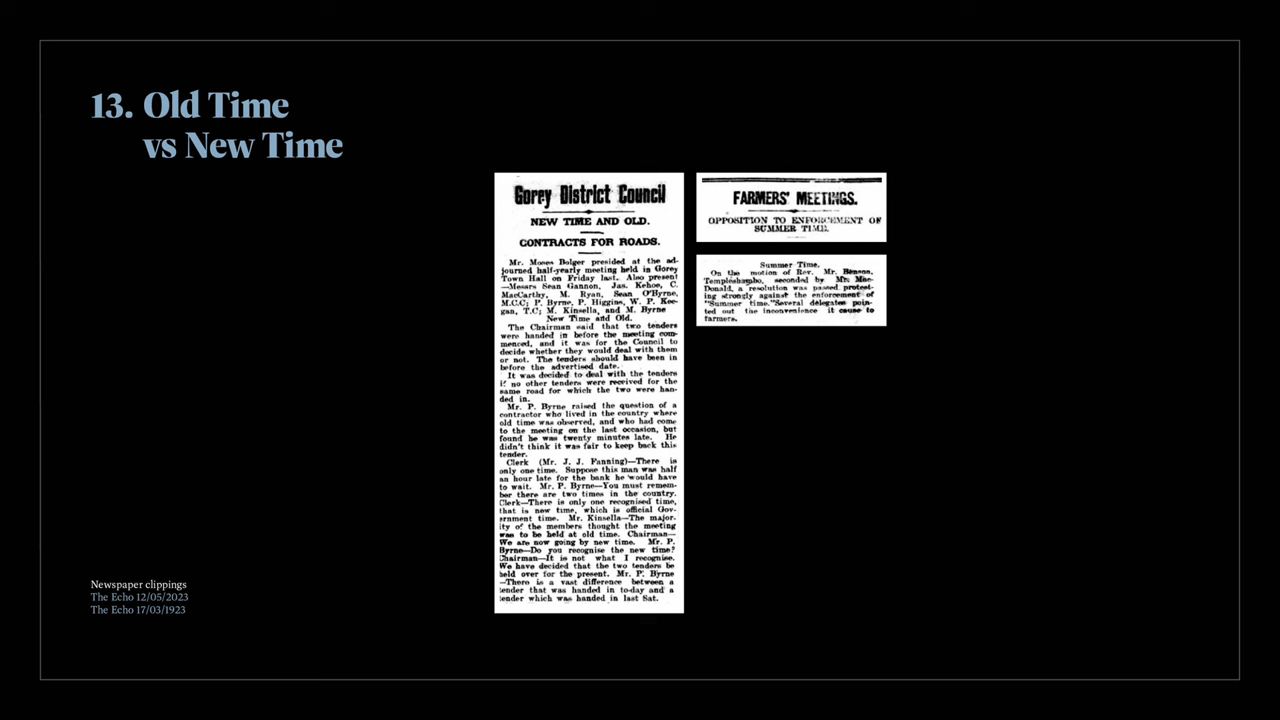 13. Old Time
vs New Time
Gorey District Council
NEW TIME AND OLD.
CONTRACTS FOR ROADS.
Mr. Moses Bolger presided at the ad-
journed half-yearly meeting held in Gorey
Town Hall on Friday last. Also present
—Messrs Sean Gannon, Jas. Kehoe, C.
MacCarthy, M. Ryan, Sean O'Byrne,
M.C.C; P. Byrne, P. Higgins, W. P. Kee-
gan, T.C; M. Kinsella, and M. Byrne
New Time and Old.
The Chairman said that two tenders
were handed in before the meeting com-
menced, and it was for the Council to
decide whether they would deal with them
or not. The tenders should have been in
before the advertised date.
It was decided to deal with the tenders
if no other tenders were received for the
same road for which the two were han-
ded in.
Mr. P. Byrne raised the question of a
contractor who lived in the country where
old time was observed, and who had come
to the meeting on the last occasion, but
found he was twenty minutes late. He
didn't think it was fair to keep back this
tender.
Clerk (Mr. J. J. Fanning)—There is
only one time. Suppose this man was half
an hour late for the bank he would have
to wait. Mr. P. Byrne—You must remem-
ber there are two times in the country.
Clerk—There is only one recognised time,
that is new time, which is official Gov-
ernment time. Mr. Kinsella—The major-
ity of the members thought the meeting
was to be held at old time. Chairman—
We are now going by new time. Mr. P.
Byrne—Do you recognise the new time?
Chairman—It is not what I recognise.
We have decided that the two tenders be
held over for the present. Mr. P. Byrne
—There is a vast difference between a
tender that was handed in to-day and a
tender which was handed in last Sat.
FARMERS' MEETINGS.
OPPOSITION TO ENFORCEMENT OF
SUMMER TIME.
Summer Time.
On the motion of Rev. Mr. Benson,
Templeshambo, seconded by Mr. Mac-
Donald, a resolution was passed protest-
ing strongly against the enforcement of
"Summer time."Several delegates poin-
ted out the inconvenience it cause to
farmers.
Newspaper clippings
The Echo 12/05/2023
The Echo 17/03/1923